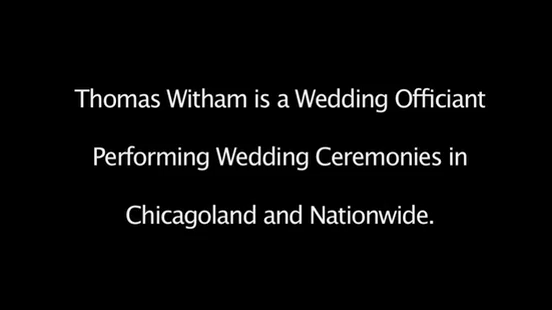 Thomas Witham is a Wedding Officiant
Performing Wedding Ceremonies in
Chicagoland and Nationwide.